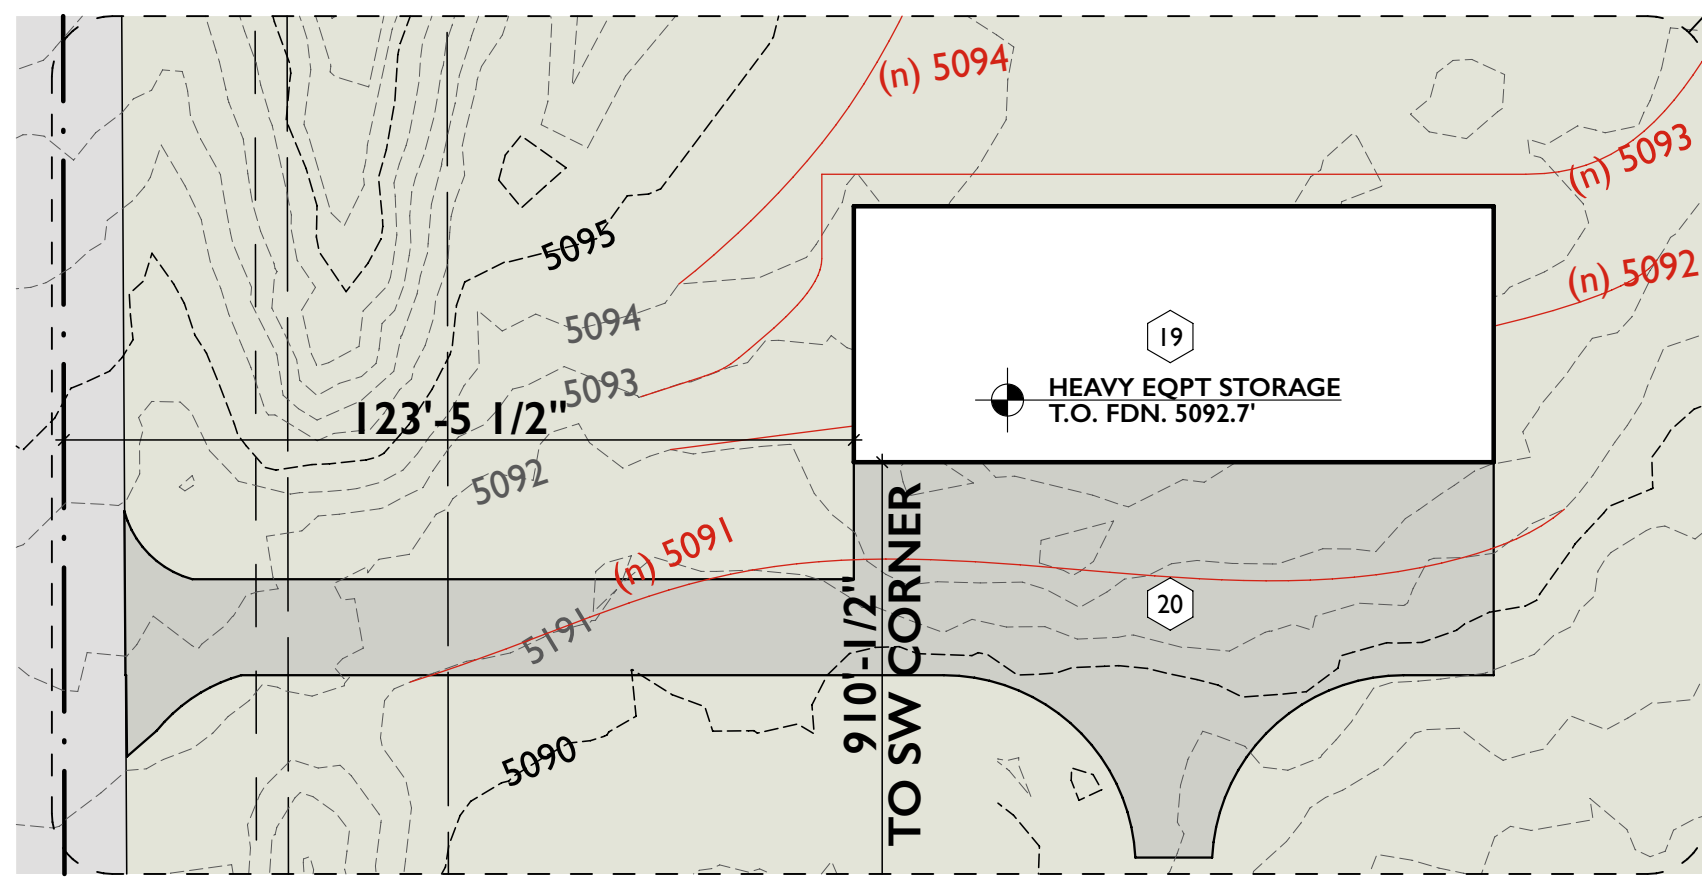 (n) 5094
(n) 5093
5095
(n) 5092
5094
19
5093
HEAVY EQPT STORAGE
T.O. FDN. 5092.7'
123'-5 1/2"
5092
(n) 5091
20
5191
910'-1/2"
TO SW CORNER
5090